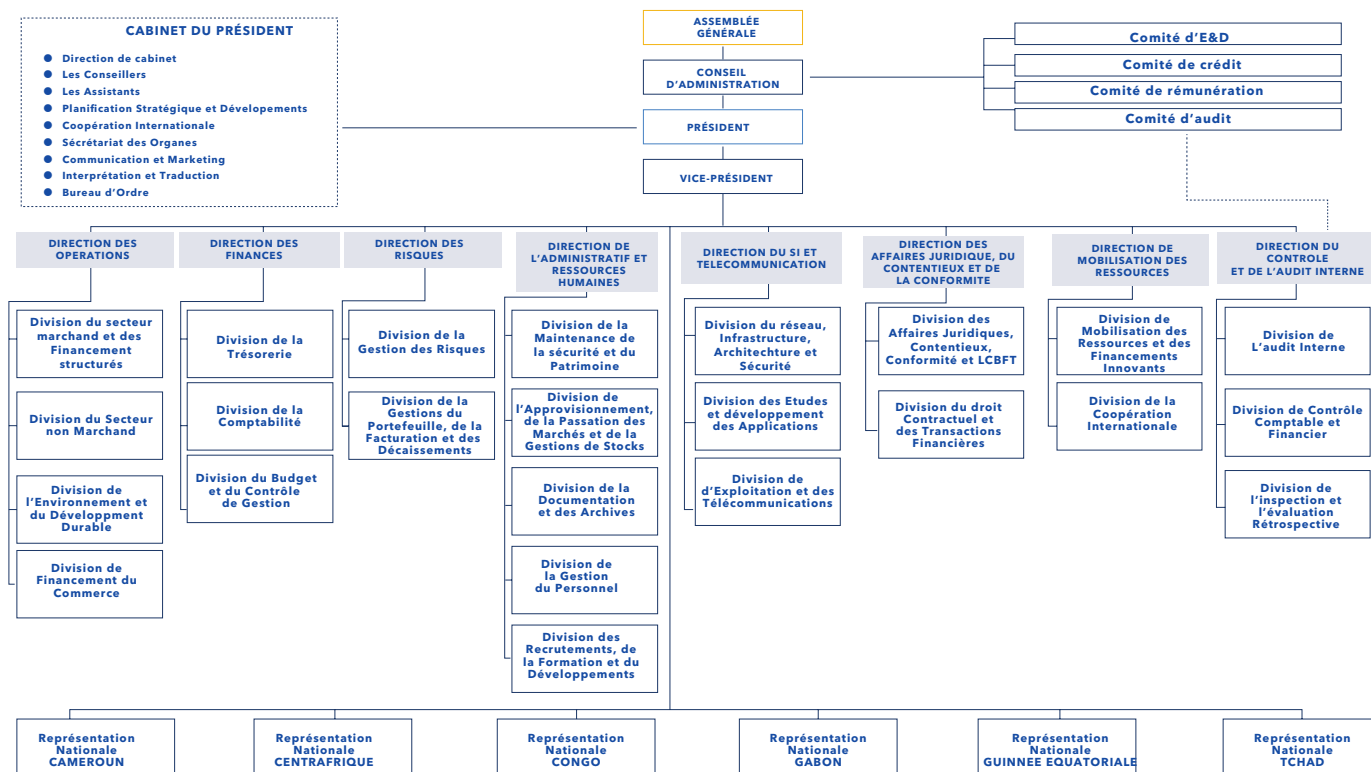 CABINET DU PRÉSIDENT
Direction de cabinet
Les Conseillers
Les Assistants
Planification Stratégique et Dévelopements
Coopération Internationale
Sécrétariat des Organes
Communication et Marketing
Interprétation et Traduction
Bureau d'Ordre
ASSEMBLÉE
GÉNÉRALE
CONSEIL
D'ADMINISTRATION
PRÉSIDENT
VICE-PRÉSIDENT
Comité d'E&D
Comité de crédit
Comité de rémunération
Comité d'audit
DIRECTION DES
OPERATIONS
Division du secteur
marchand et des
Financement
structurés
Division du Secteur
non Marchand
Division de
l'Environnement et
du Développment
Durable
Division de
Financement du
Commerce
DIRECTION DES
FINANCES
Division de la
Trésorerie
Division de la
Comptabilité
Division du Budget
et du Contrôle
de Gestion
DIRECTION DES
RISQUES
Division de la
Gestion des Risques
Division de la
Gestions du
Portefeuille, de la
Facturation et des
Décaissements
DIRECTION DE
L'ADMINISTRATIF ET
RESSOURCES
HUMAINES
Division de la
Maintenance de
la sécurité et du
Patrimoine
Division de
l'Approvisionnement,
de la Passation des
Marchés et de la
Gestions de Stocks
Division de la
Documentation
et des Archives
Division de
la Gestion
du Personnel
Division des
Recrutements, de
la Formation et du
Développements
DIRECTION DU SI ET
TELECOMMUNICATION
Division du réseau,
Infrastructure,
Architechture et
Sécurité
Division des Etudes
et développement
des Applications
Division de
d'Exploitation et des
Télécommunications
DIRECTION DES
AFFAIRES JURIDIQUE, DU
CONTENTIEUX ET DE
LA CONFORMITE
Division des
Affaires Juridiques,
Contentieux,
Conformité et LCBFT
Division du droit
Contractuel et
des Transactions
Financières
DIRECTION DE
MOBILISATION DES
RESSOURCES
Division de
Mobilisation des
Ressources et des
Financements
Innovants
Division de la
Coopération
Internationale
DIRECTION DU
CONTROLE
ET DE L'AUDIT INTERNE
Division de
L'audit Interne
Division de Contrôle
Comptable et
Financier
Division de
l'inspection et
l'évaluation
Rétrospective
Représentation
Nationale
CAMEROUN
Représentation
Nationale
CENTRAFRIQUE
Représentation
Nationale
CONGO
Représentation
Nationale
GABON
Représentation
Nationale
GUINNEE EQUATORIALE
Représentation
Nationale
TCHAD